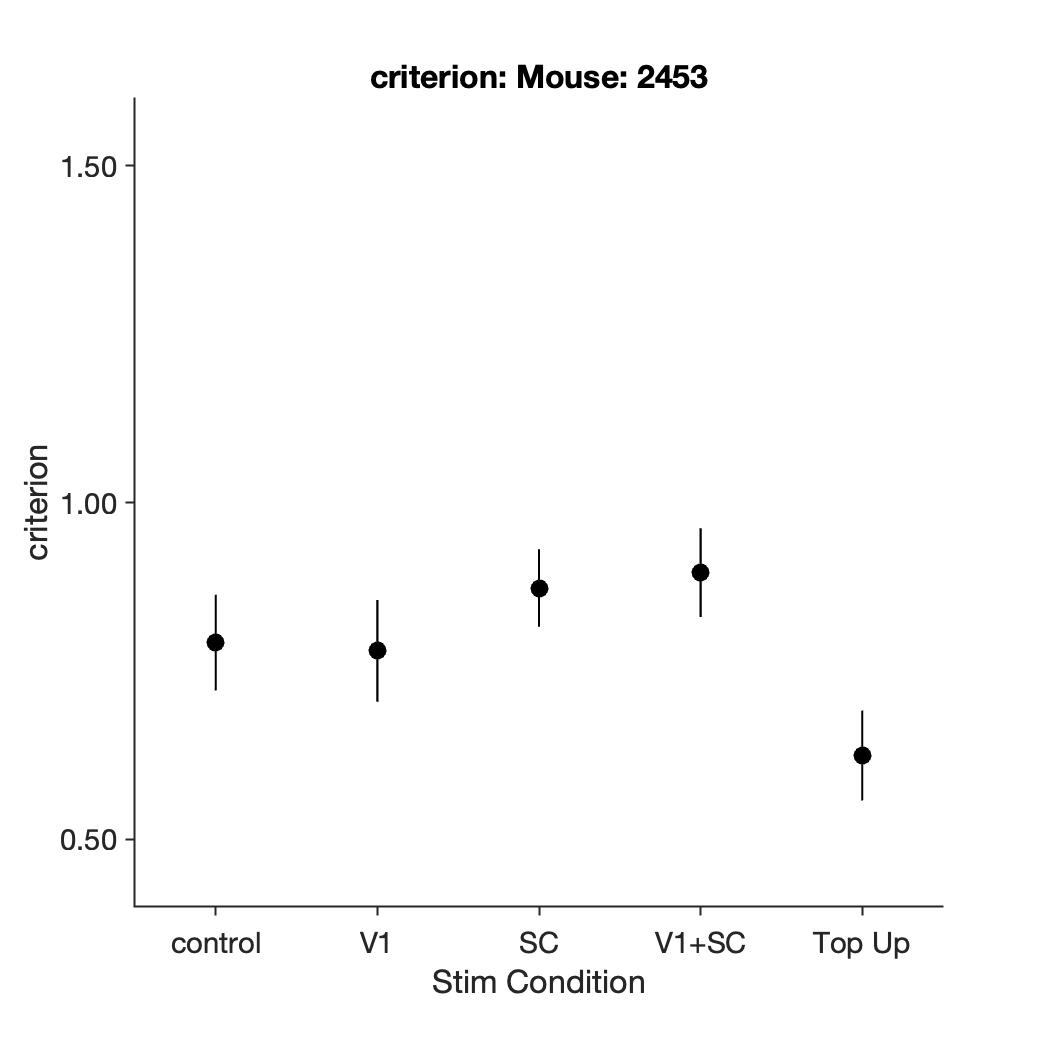 criterion: Mouse: 2453
criterion
1.50
1.00
0.50
control V1 SC V1+SC Top Up
Stim Condition